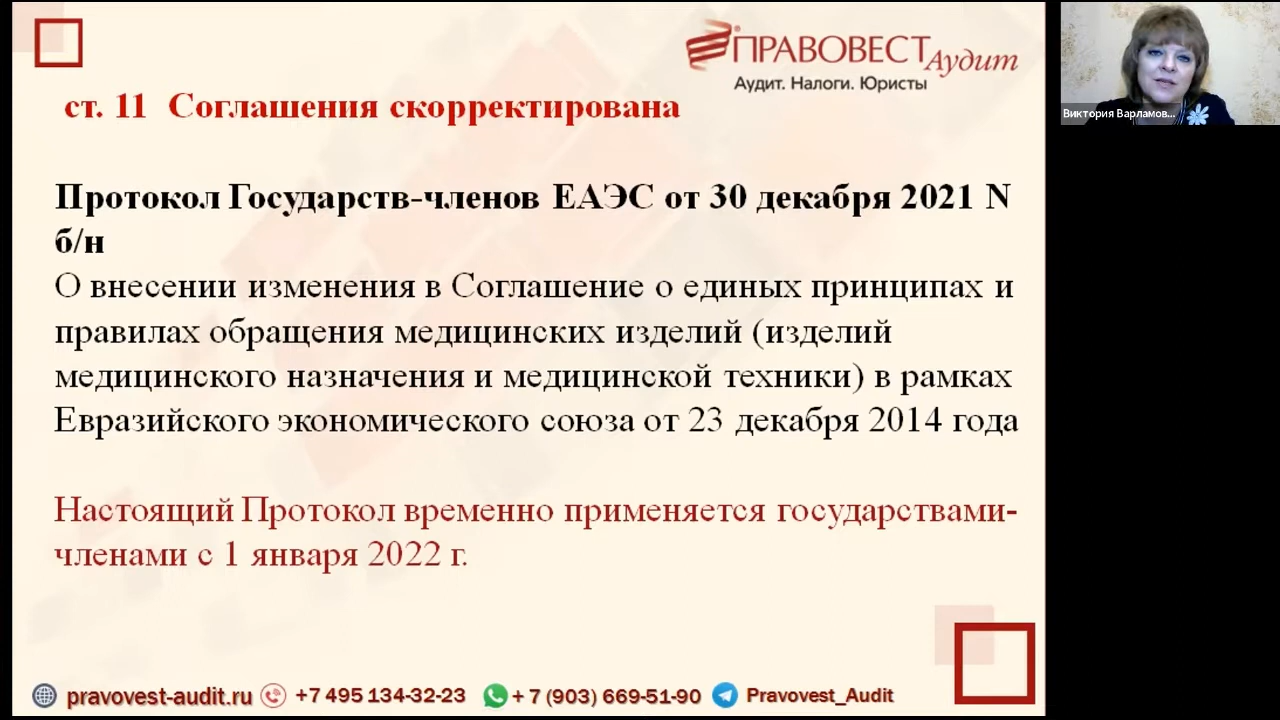 ПРАВОВЕСТ Аудит
Аудит. Налоги. Юристы
ст. 11 Соглашения скорректирована
Протокол Государств-членов ЕАЭС от 30 декабря 2021 N
б/н
О внесении изменения в Соглашение о единых принципах и
правилах обращения медицинских изделий (изделий
медицинского назначения и медицинской техники) в рамках
Евразийского экономического союза от 23 декабря 2014 года
Настоящий Протокол временно применяется государствами-
членами с 1 января 2022 г.
pravovest-audit.ru +7 495 134-32-23 + 7 (903) 669-51-90 Pravovest_Audit
Виктория Варламов...